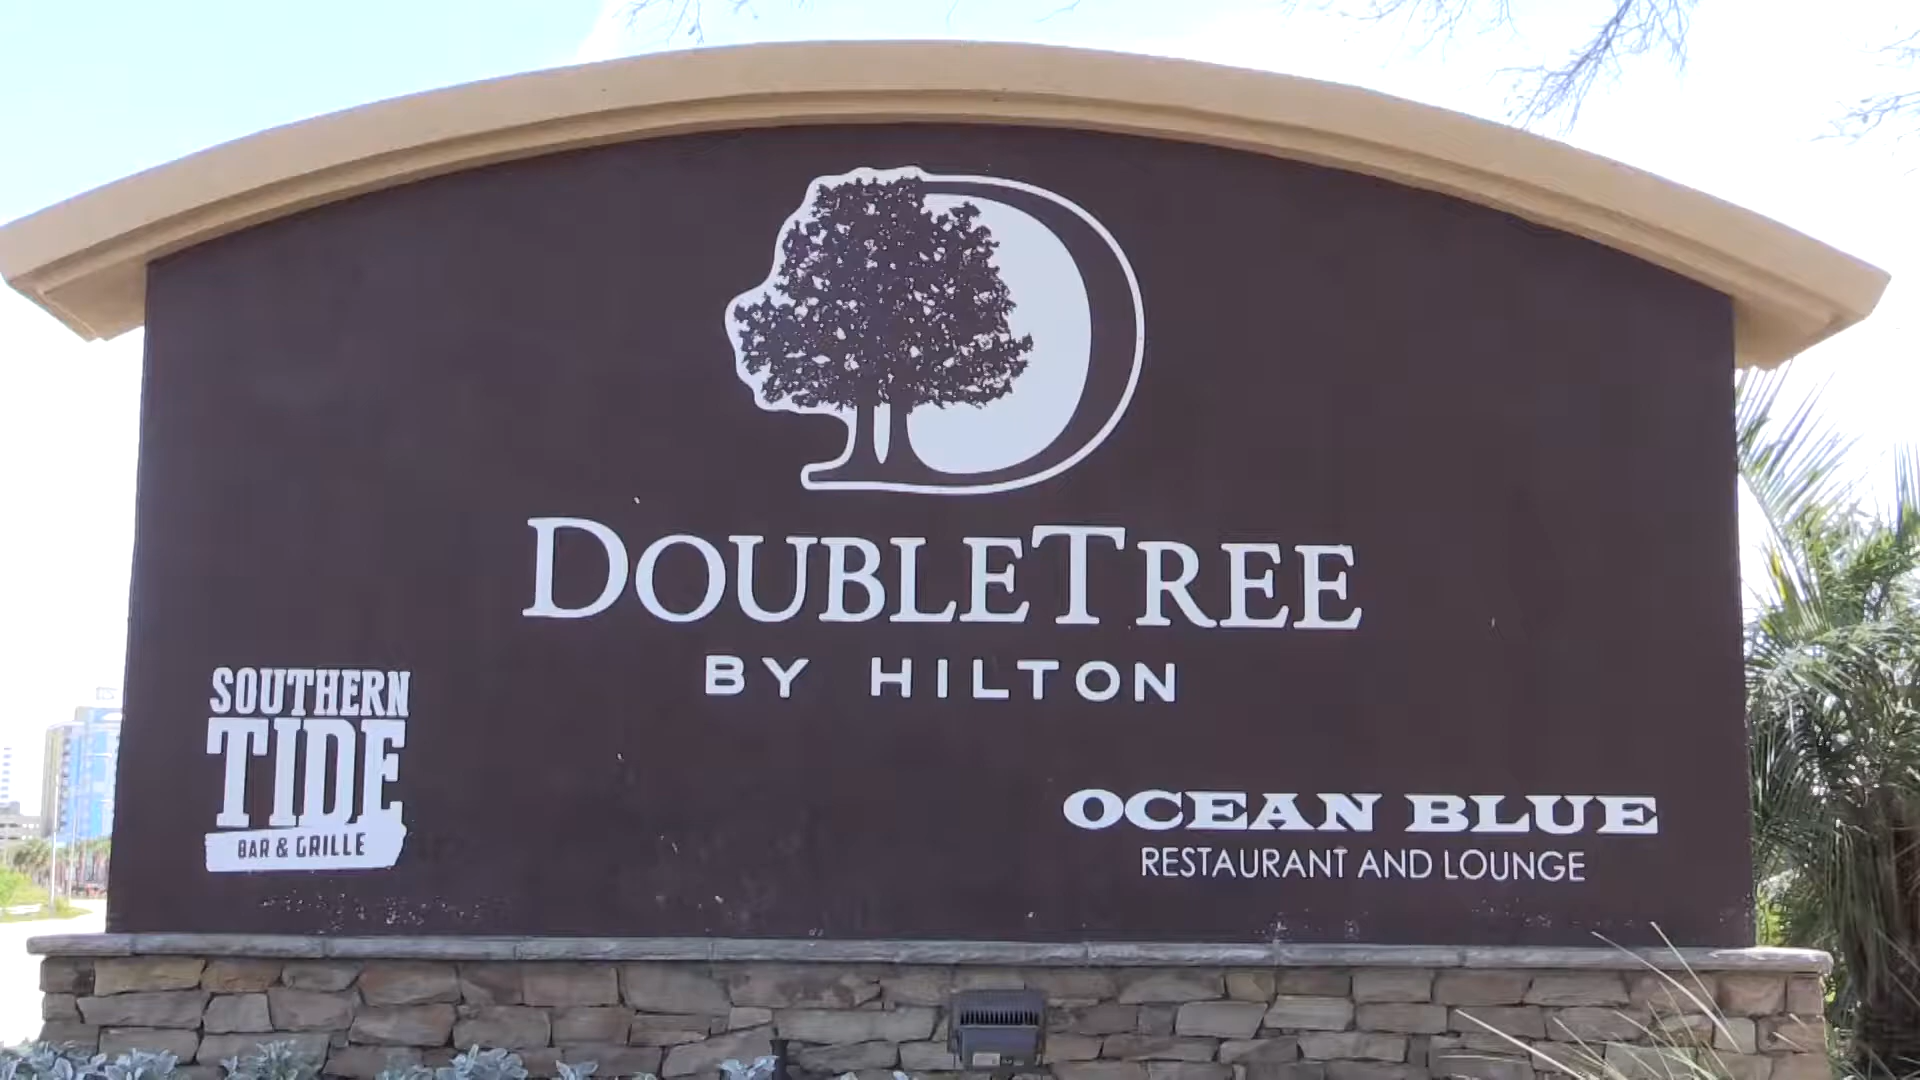 DOUBLETREE
BY HILTON
SOUTHERN
TIDE
BAR & GRILLE
OCEAN BLUE
RESTAURANT AND LOUNGE